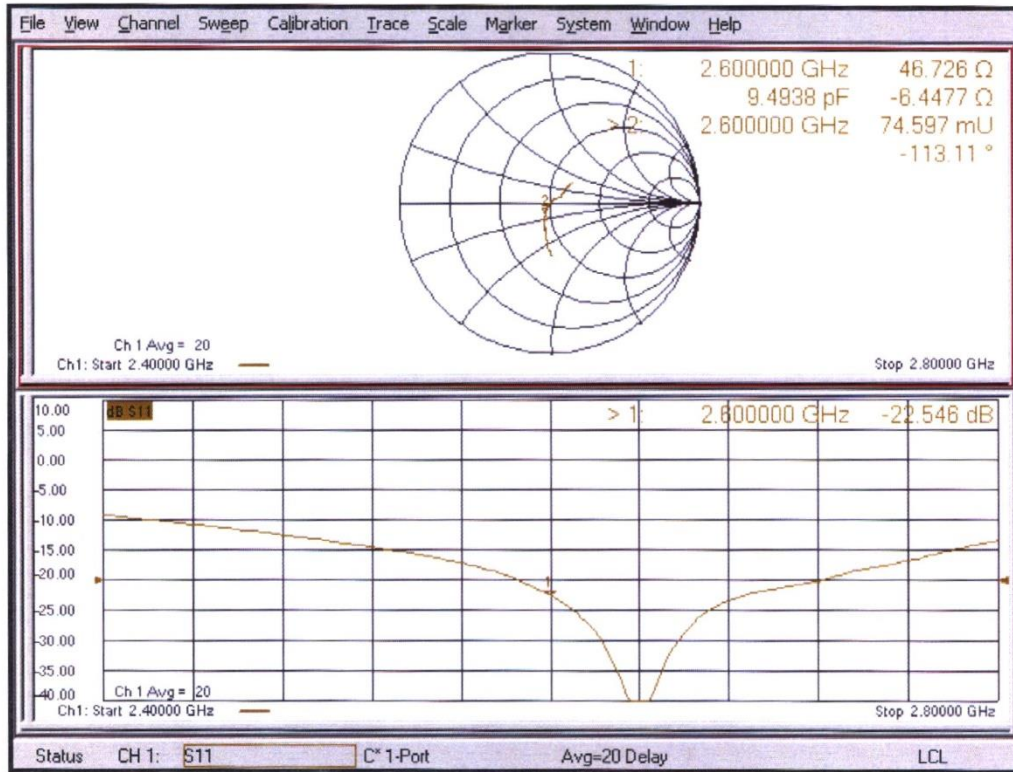 File View Channel Sweep Calibration Trace Scale Marker System Window Help
1: 2.600000 GHz 46.726 Ω
9.4938 pF -6.4477 Ω
> 2: 2.600000 GHz 74.597 mU
-113.11 °
2
Ch 1 Avg = 20
Ch1: Start 2.40000 GHz Stop 2.80000 GHz
10.00 dB S11 > 1: 2.600000 GHz -22.546 dB
5.00
0.00
-5.00
-10.00
-15.00
-20.00
1
-25.00
-30.00
-35.00
-40.00 Ch 1 Avg = 20
Ch1: Start 2.40000 GHz Stop 2.80000 GHz
Status CH 1: S11 C* 1-Port Avg=20 Delay LCL